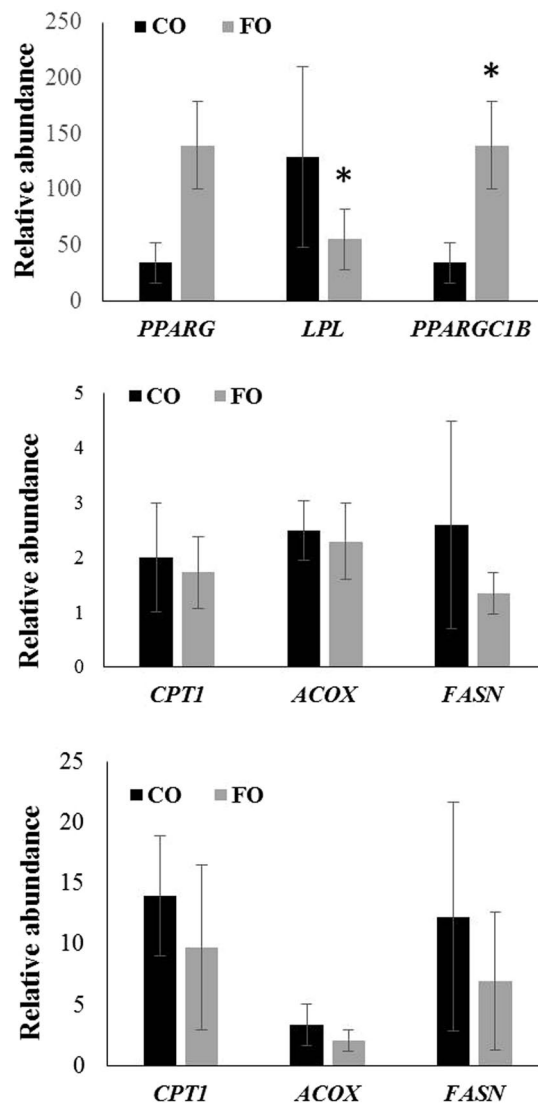 Relative abundance
250
200
150
100
50
0
CO FO
*
*
PPARG LPL PPARGC1B
Relative abundance
5
4
3
2
1
0
CO FO
CPT1 ACOX FASN
Relative abundance
25
20
15
10
5
0
CO FO
CPT1 ACOX FASN